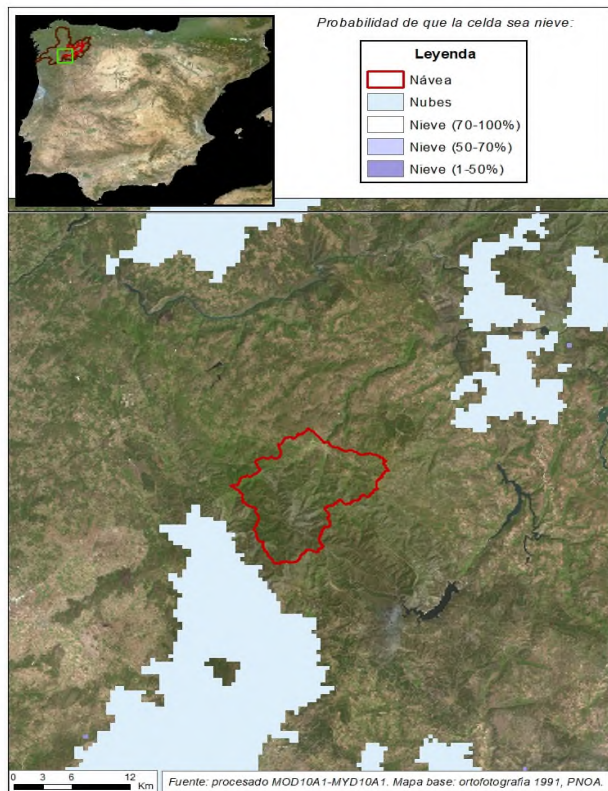 Probabilidad de que la celda sea nieve:
Leyenda
Návea
Nubes
Nieve (70-100%)
Nieve (50-70%)
Nieve (1-50%)
0 3 6 12
Km
Fuente: procesado MOD10A1-MYD10A1. Mapa base: ortofotografía 1991, PNOA.